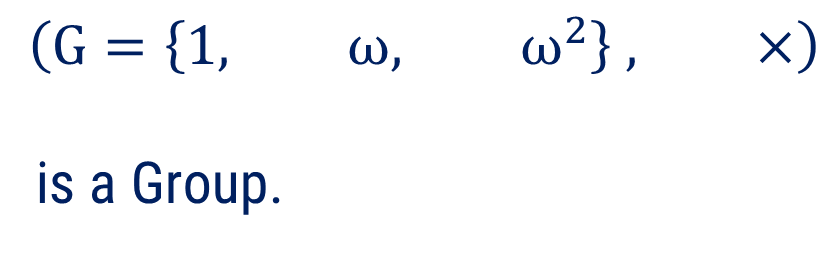 (G = {1, ω, ω²}, ×)
is a Group.